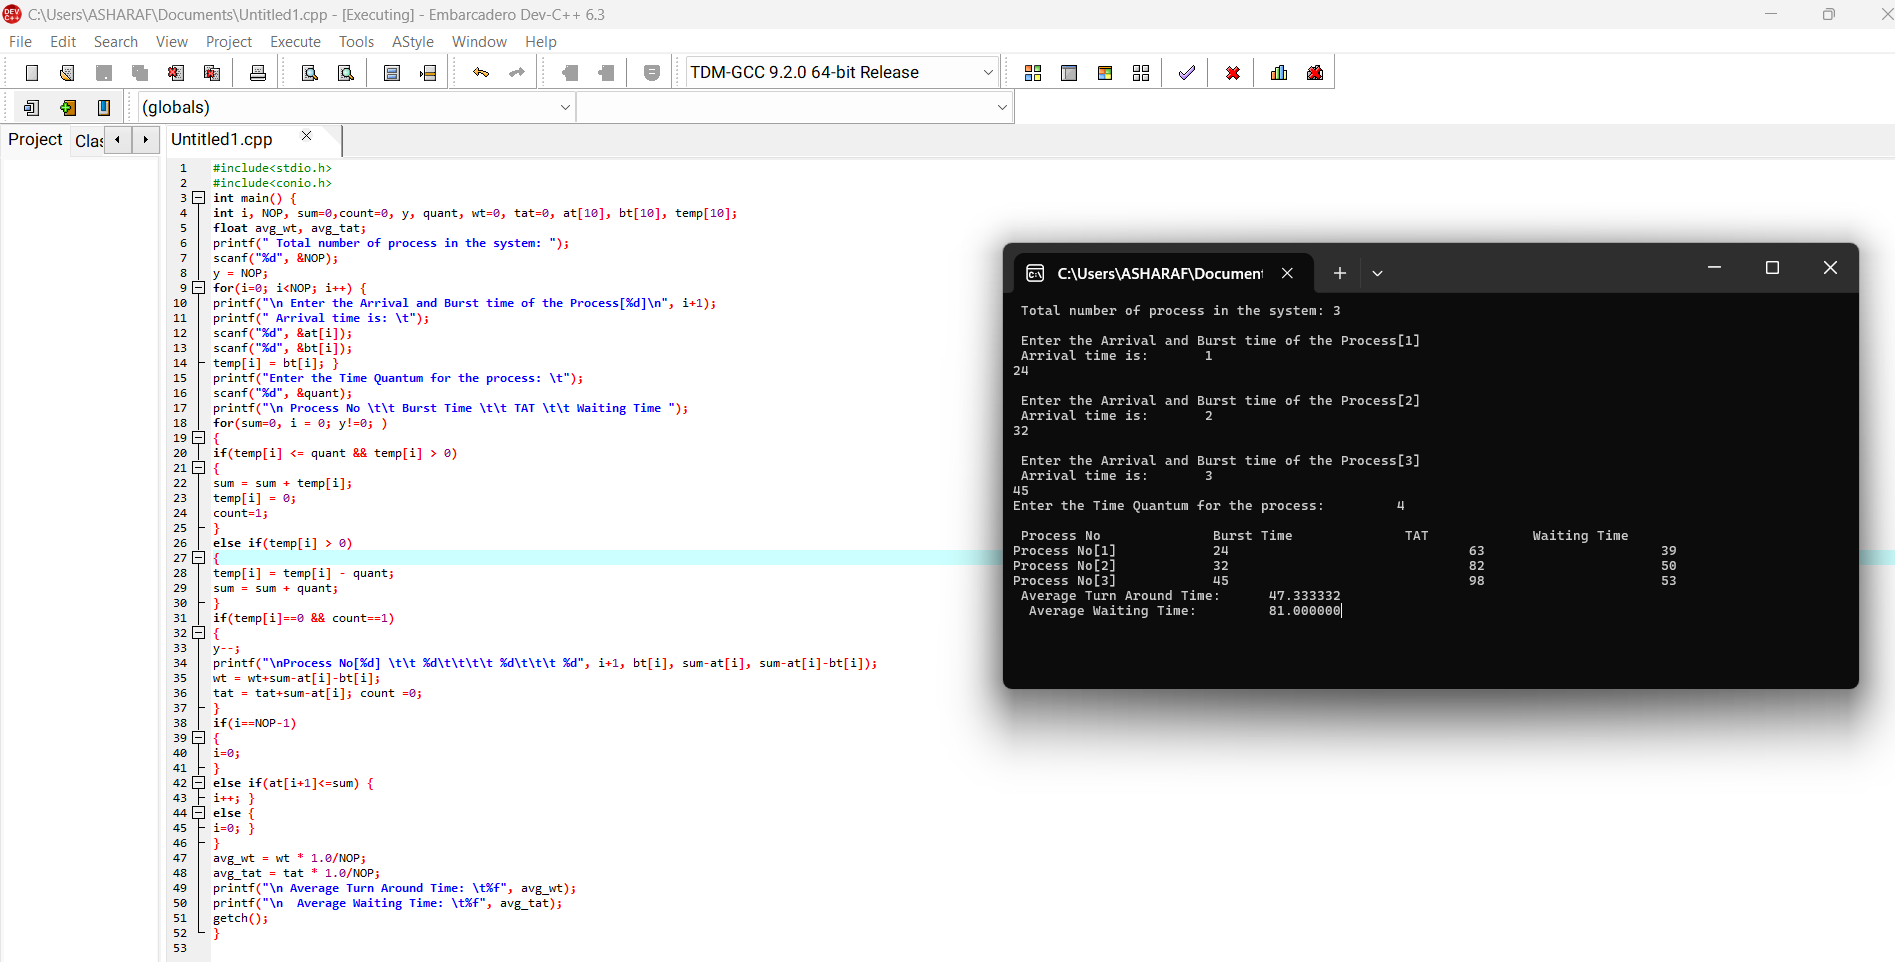 C:\Users\ASHARAF\Documents\Untitled1.cpp - [Executing] - Embarcadero Dev-C++ 6.3
File Edit Search View Project Execute Tools AStyle Window Help
TDM-GCC 9.2.0 64-bit Release
(globals)
Project Clas Untitled1.cpp
1 #include<stdio.h>
2 #include<conio.h>
3 int main() {
4 int i, NOP, sum=0,count=0, y, quant, wt=0, tat=0, at[10], bt[10], temp[10];
5 float avg_wt, avg_tat;
6 printf(" Total number of process in the system: ");
7 scanf("%d", &NOP);
8 y = NOP;
9 for(i=0; i<NOP; i++) {
10 printf("\n Enter the Arrival and Burst time of the Process[%d]\n", i+1);
11 printf(" Arrival time is: \t");
12 scanf("%d", &at[i]);
13 scanf("%d", &bt[i]);
14 temp[i] = bt[i]; }
15 printf("Enter the Time Quantum for the process: \t");
16 scanf("%d", &quant);
17 printf("\n Process No \t\t Burst Time \t\t TAT \t\t Waiting Time ");
18 for(sum=0, i = 0; y!=0; )
19 {
20 if(temp[i] <= quant && temp[i] > 0)
21 {
22 sum = sum + temp[i];
23 temp[i] = 0;
24 count=1;
25 }
26 else if(temp[i] > 0)
27 {
28 temp[i] = temp[i] - quant;
29 sum = sum + quant;
30 }
31 if(temp[i]==0 && count==1)
32 {
33 y--;
34 printf("\nProcess No[%d] \t\t %d\t\t\t\t %d\t\t\t %d", i+1, bt[i], sum-at[i], sum-at[i]-bt[i]);
35 wt = wt+sum-at[i]-bt[i];
36 tat = tat+sum-at[i]; count =0;
37 }
38 if(i==NOP-1)
39 {
40 i=0;
41 }
42 else if(at[i+1]<=sum) {
43 i++; }
44 else {
45 i=0; }
46 }
47 avg_wt = wt * 1.0/NOP;
48 avg_tat = tat * 1.0/NOP;
49 printf("\n Average Turn Around Time: \t%f", avg_wt);
50 printf("\n  Average Waiting Time: \t%f", avg_tat);
51 getch();
52 }
53
C:\Users\ASHARAF\Documen
Total number of process in the system: 3
Enter the Arrival and Burst time of the Process[1]
Arrival time is: 1
24
Enter the Arrival and Burst time of the Process[2]
Arrival time is: 2
32
Enter the Arrival and Burst time of the Process[3]
Arrival time is: 3
45
Enter the Time Quantum for the process: 4
Process No Burst Time TAT Waiting Time
Process No[1] 24 63 39
Process No[2] 32 82 50
Process No[3] 45 98 53
Average Turn Around Time: 47.333332
Average Waiting Time: 81.000000